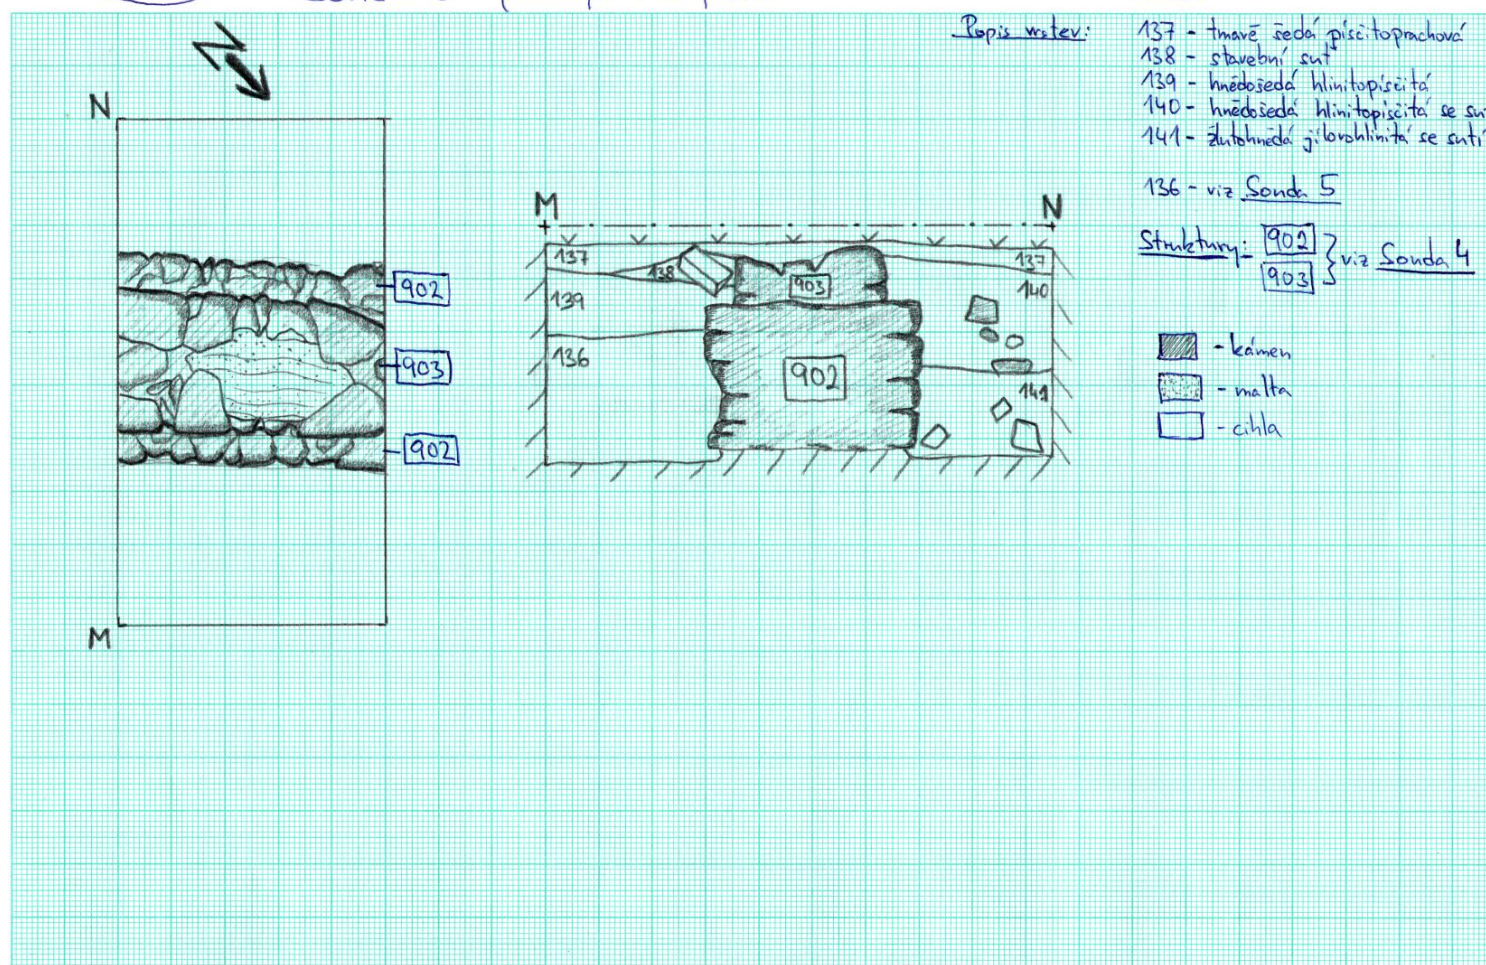 Popis vrstev:
137 - tmavě šedá písčitoprachová
138 - stavební suť
139 - hnědošedá hlinitopísčitá
140 - hnědošedá hlinitopísčitá se
141 - žlutohnědá jílovohlinitá se sutí
136 - viz Sonda 5
Struktury: 902
903
} viz Sonda 4
- kámen
- malta
- cihla
N
902
903
902
M
M N
137
138
139
136
903
902
137
140
141